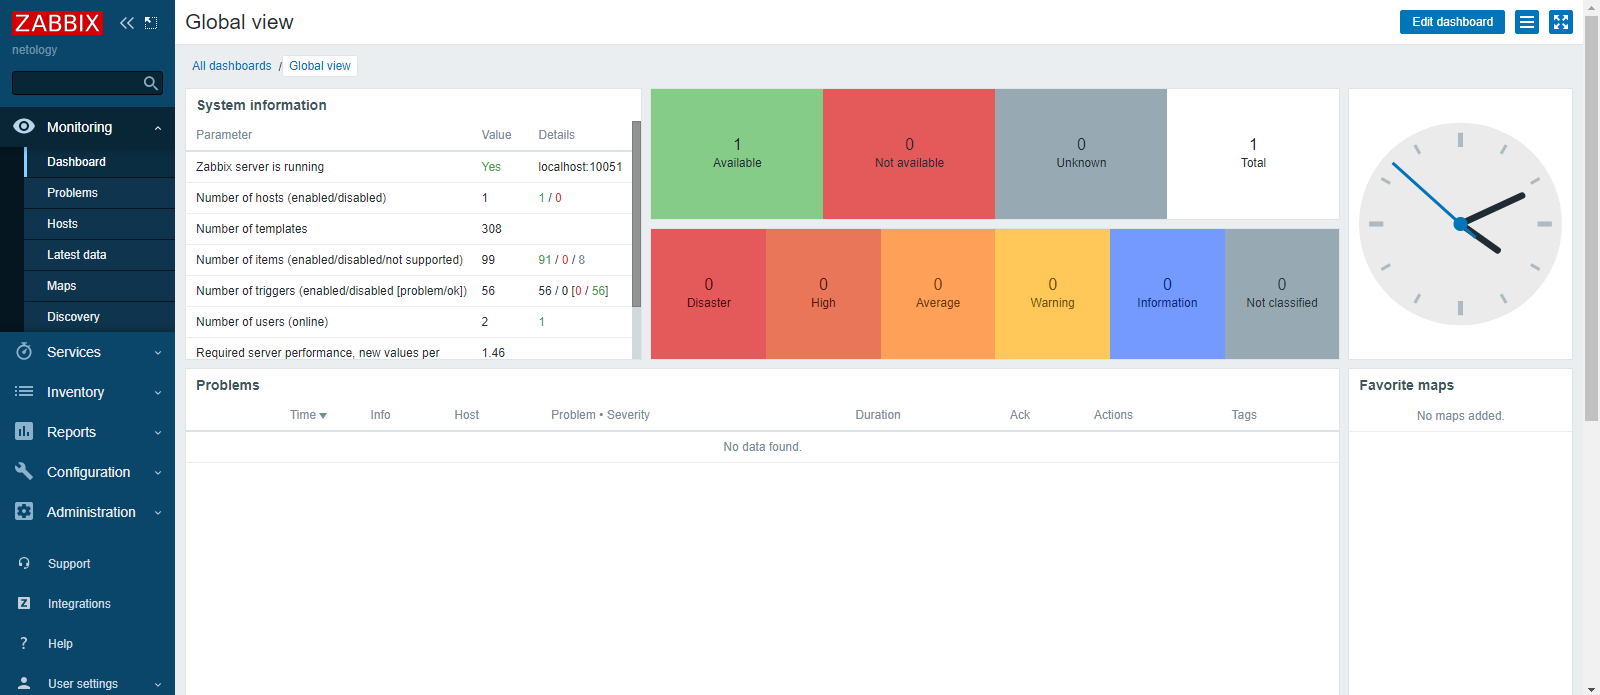 ZABBIX
netology
Monitoring
Dashboard
Problems
Hosts
Latest data
Maps
Discovery
Services
Inventory
Reports
Configuration
Administration
Support
Z Integrations
? Help
User settings
Global view
Edit dashboard
All dashboards / Global view
System information
Parameter Value Details
Zabbix server is running Yes localhost:10051
Number of hosts (enabled/disabled) 1 1 / 0
Number of templates 308
Number of items (enabled/disabled/not supported) 99 91 / 0 / 8
Number of triggers (enabled/disabled [problem/ok]) 56 56 / 0 [0 / 56]
Number of users (online) 2 1
Required server performance, new values per 1.46
1 0 0 1
Available Not available Unknown Total
0 0 0 0 0 0
Disaster High Average Warning Information Not classified
Problems
Time Info Host Problem • Severity Duration Ack Actions Tags
No data found.
Favorite maps
No maps added.